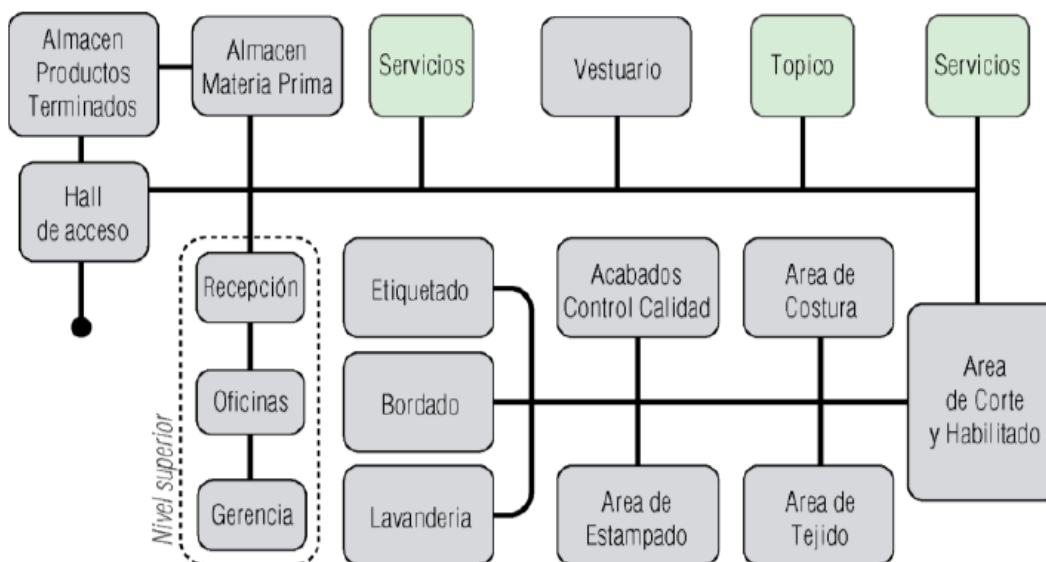 Almacen
Productos
Terminados
Almacen
Materia Prima
Servicios
Vestuario
Topico
Servicios
Hall
de acceso
Nivel superior
Recepción
Oficinas
Gerencia
Etiquetado
Bordado
Lavanderia
Acabados
Control Calidad
Area de
Estampado
Area de
Costura
Area de
Tejido
Area
de Corte
y Habilitado